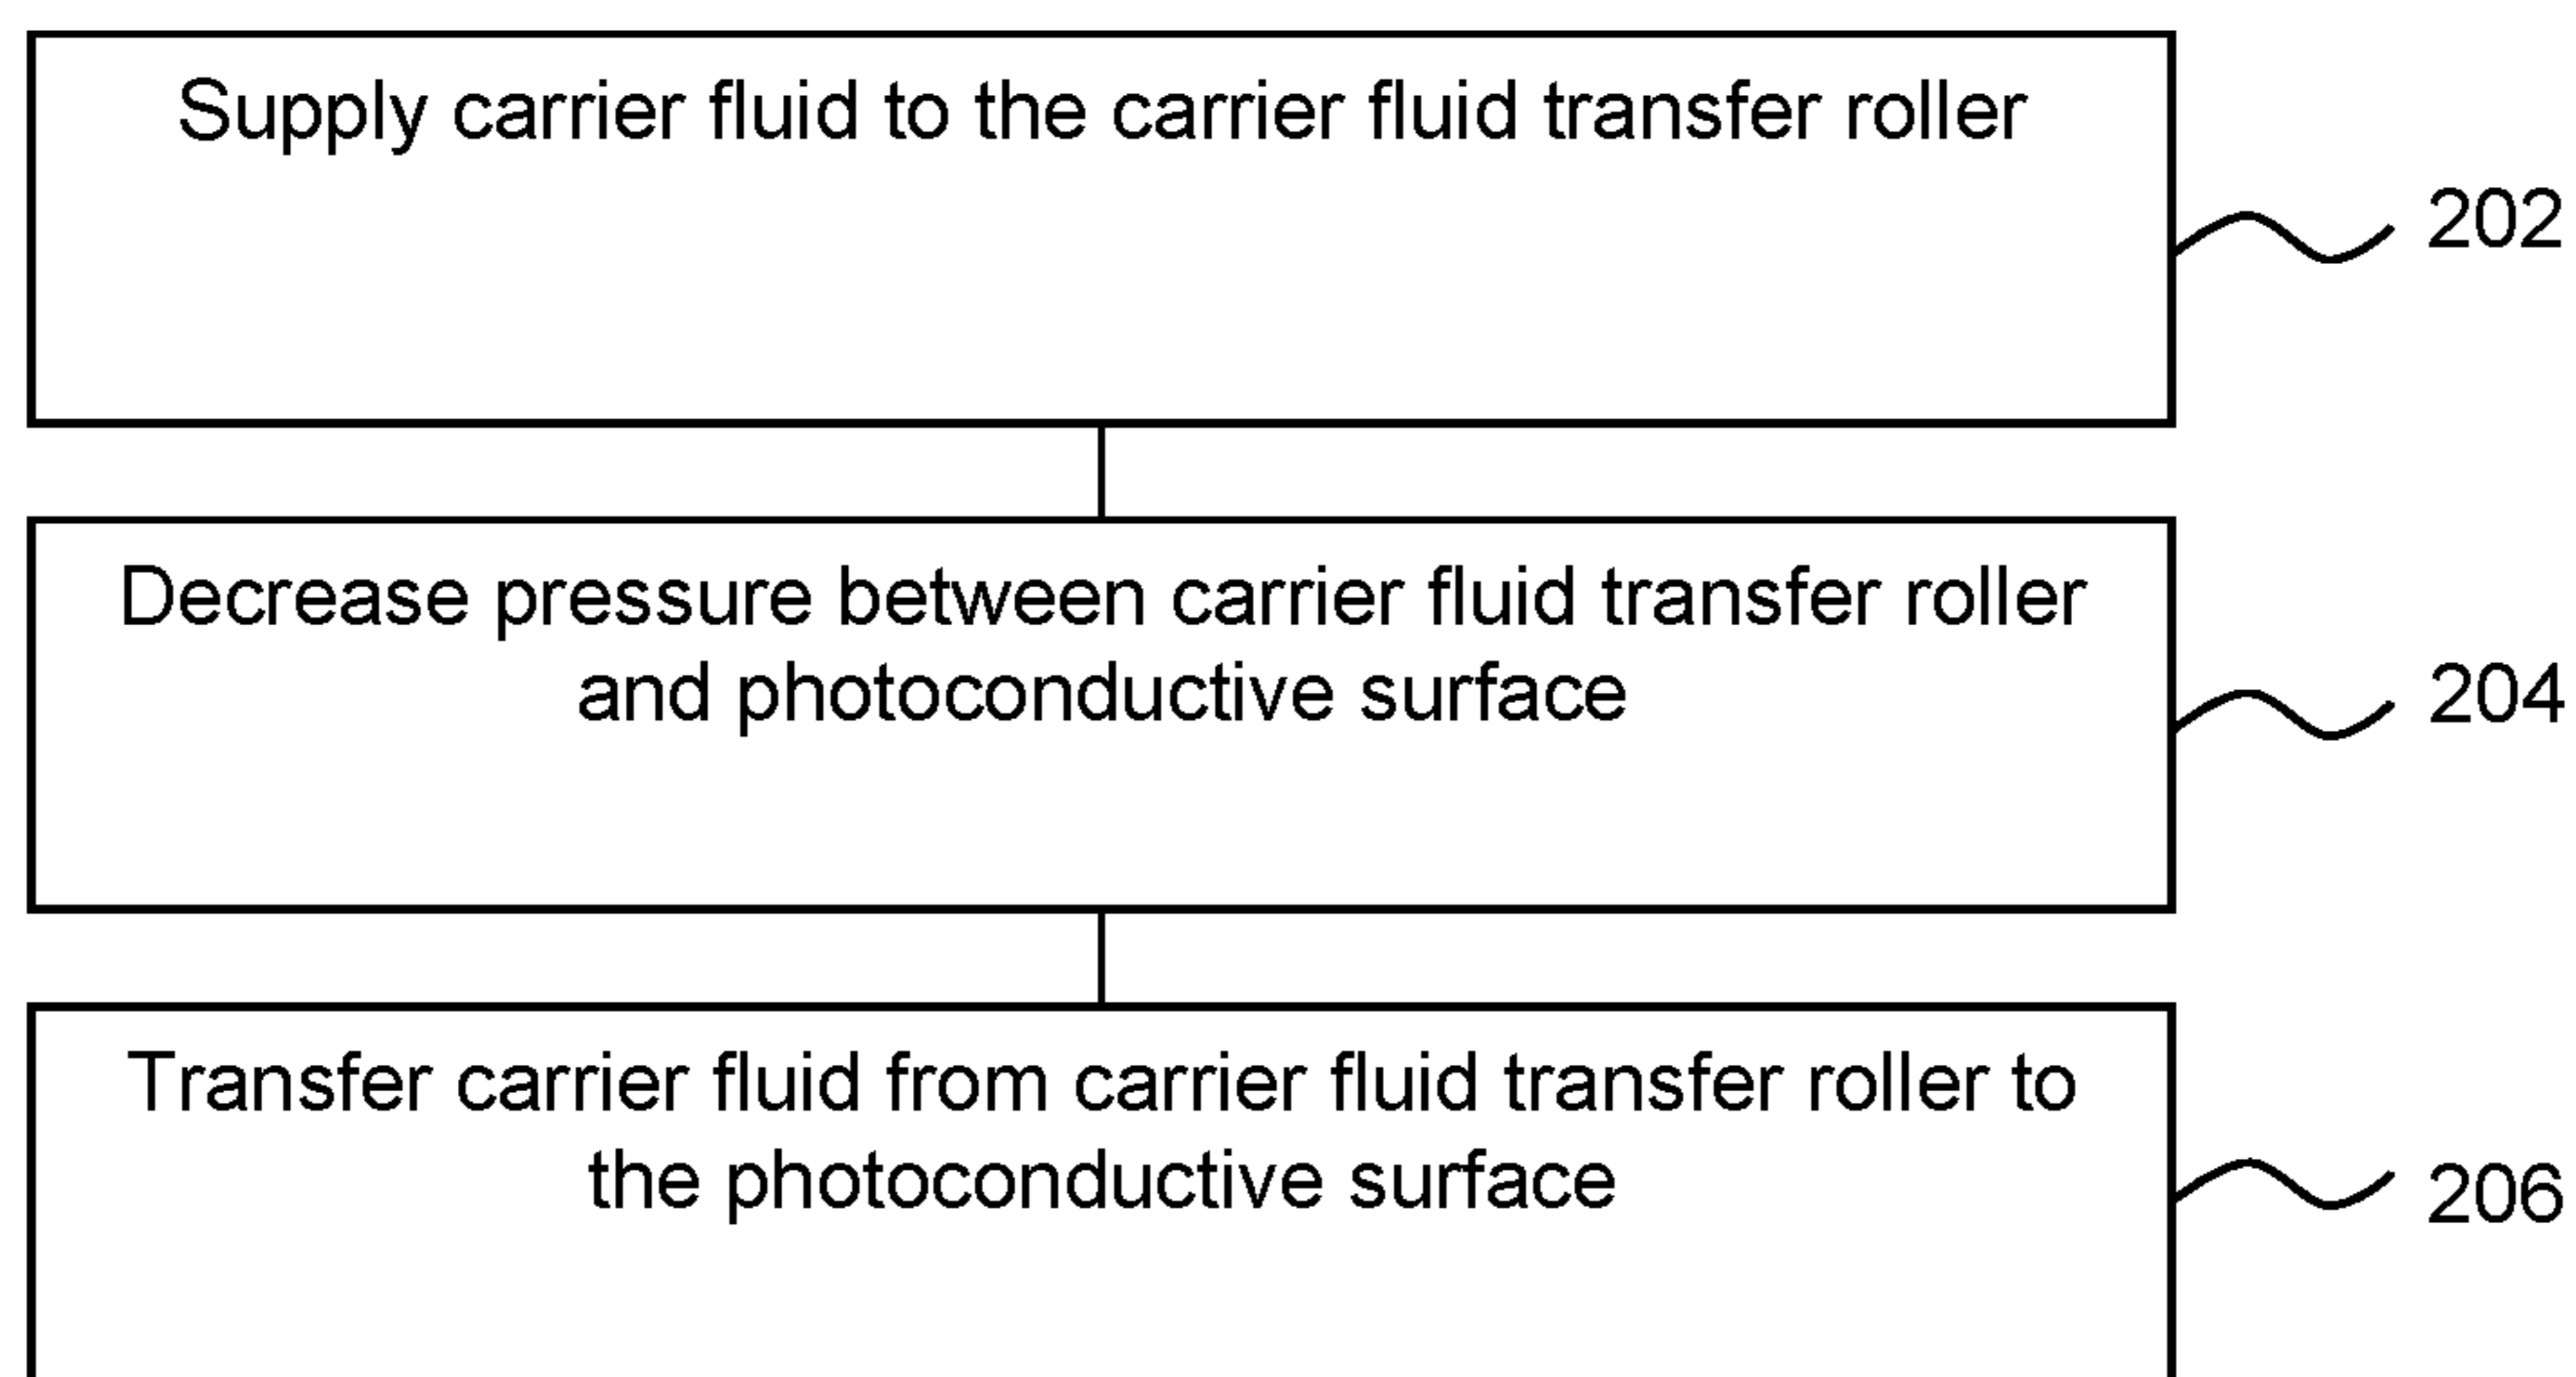 Supply carrier fluid to the carrier fluid transfer roller
202
Decrease pressure between carrier fluid transfer roller
and photoconductive surface
204
Transfer carrier fluid from carrier fluid transfer roller to
the photoconductive surface
206